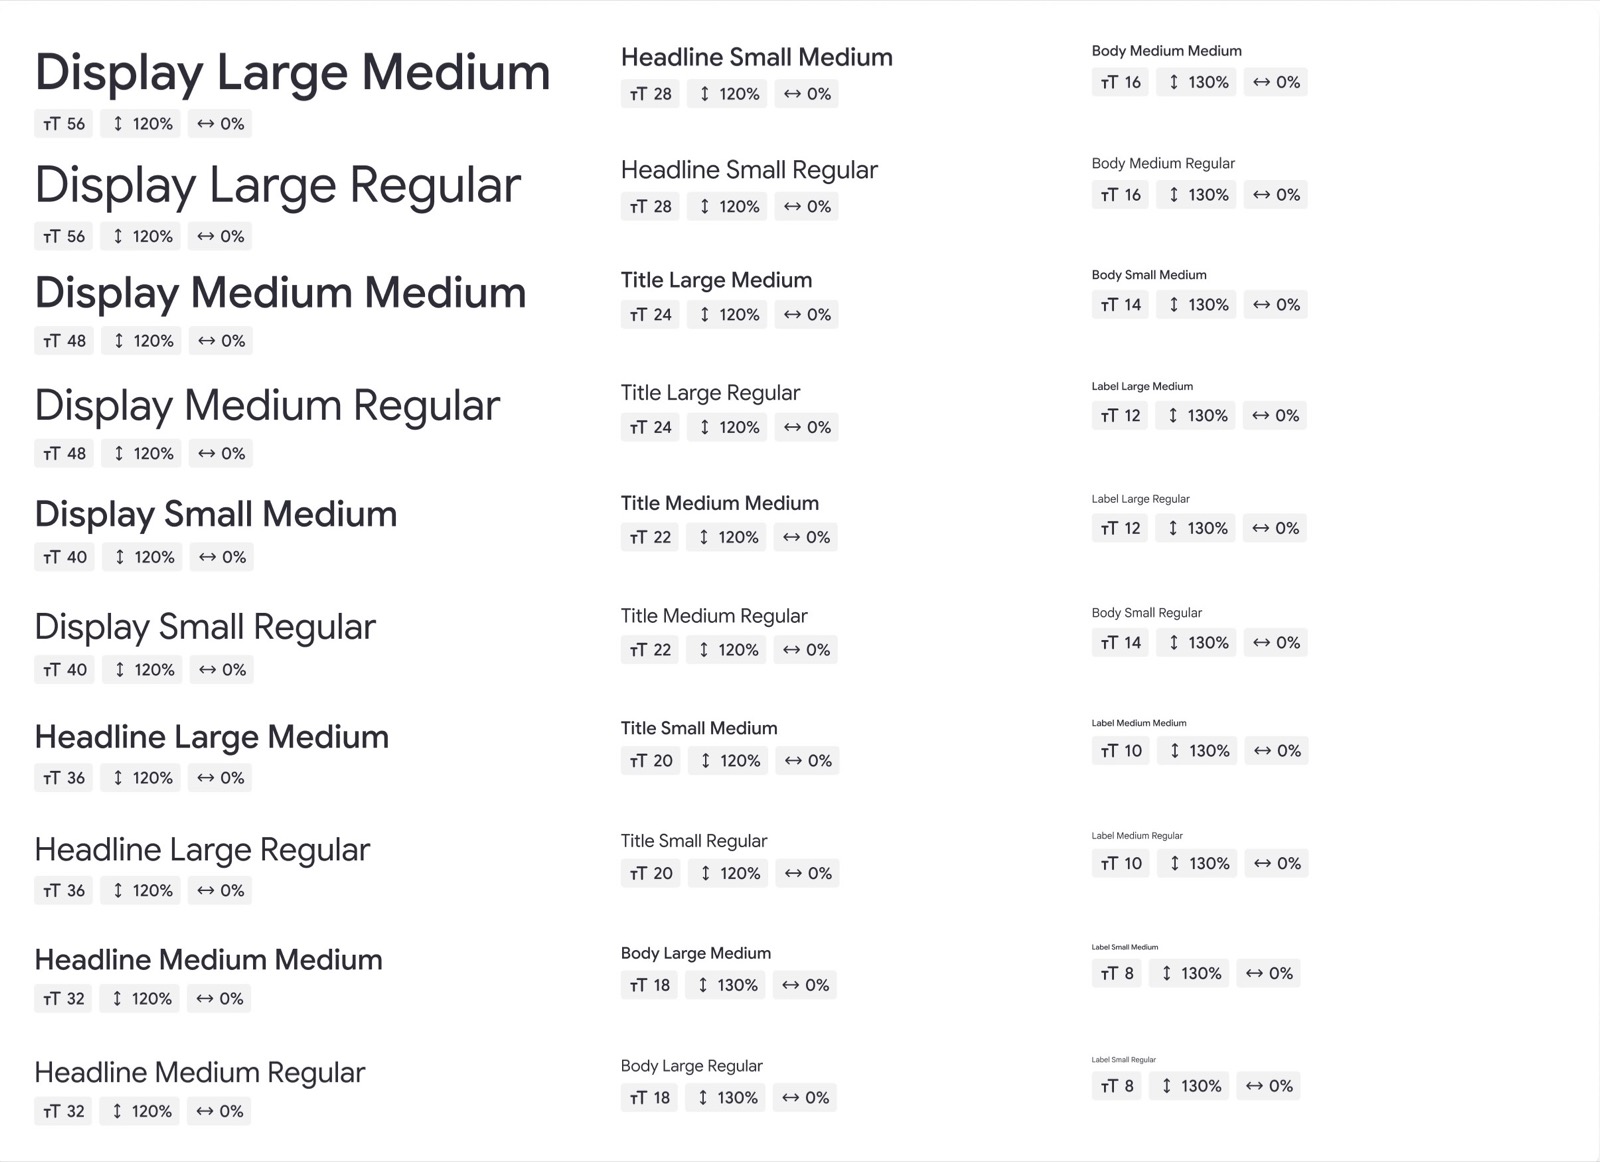 Display Large Medium
тT 56 ↕ 120% ↔ 0%
Display Large Regular
тT 56 ↕ 120% ↔ 0%
Display Medium Medium
тT 48 ↕ 120% ↔ 0%
Display Medium Regular
тT 48 ↕ 120% ↔ 0%
Display Small Medium
тT 40 ↕ 120% ↔ 0%
Display Small Regular
тT 40 ↕ 120% ↔ 0%
Headline Large Medium
тT 36 ↕ 120% ↔ 0%
Headline Large Regular
тT 36 ↕ 120% ↔ 0%
Headline Medium Medium
тT 32 ↕ 120% ↔ 0%
Headline Medium Regular
тT 32 ↕ 120% ↔ 0%
Headline Small Medium
тT 28 ↕ 120% ↔ 0%
Headline Small Regular
тT 28 ↕ 120% ↔ 0%
Title Large Medium
тT 24 ↕ 120% ↔ 0%
Title Large Regular
тT 24 ↕ 120% ↔ 0%
Title Medium Medium
тT 22 ↕ 120% ↔ 0%
Title Medium Regular
тT 22 ↕ 120% ↔ 0%
Title Small Medium
тT 20 ↕ 120% ↔ 0%
Title Small Regular
тT 20 ↕ 120% ↔ 0%
Body Large Medium
тT 18 ↕ 130% ↔ 0%
Body Large Regular
тT 18 ↕ 130% ↔ 0%
Body Medium Medium
тT 16 ↕ 130% ↔ 0%
Body Medium Regular
тT 16 ↕ 130% ↔ 0%
Body Small Medium
тT 14 ↕ 130% ↔ 0%
Label Large Medium
тT 12 ↕ 130% ↔ 0%
Label Large Regular
тT 12 ↕ 130% ↔ 0%
Body Small Regular
тT 14 ↕ 130% ↔ 0%
Label Medium Medium
тT 10 ↕ 130% ↔ 0%
Label Medium Regular
тT 10 ↕ 130% ↔ 0%
Label Small Medium
тT 8 ↕ 130% ↔ 0%
Label Small Regular
тT 8 ↕ 130% ↔ 0%